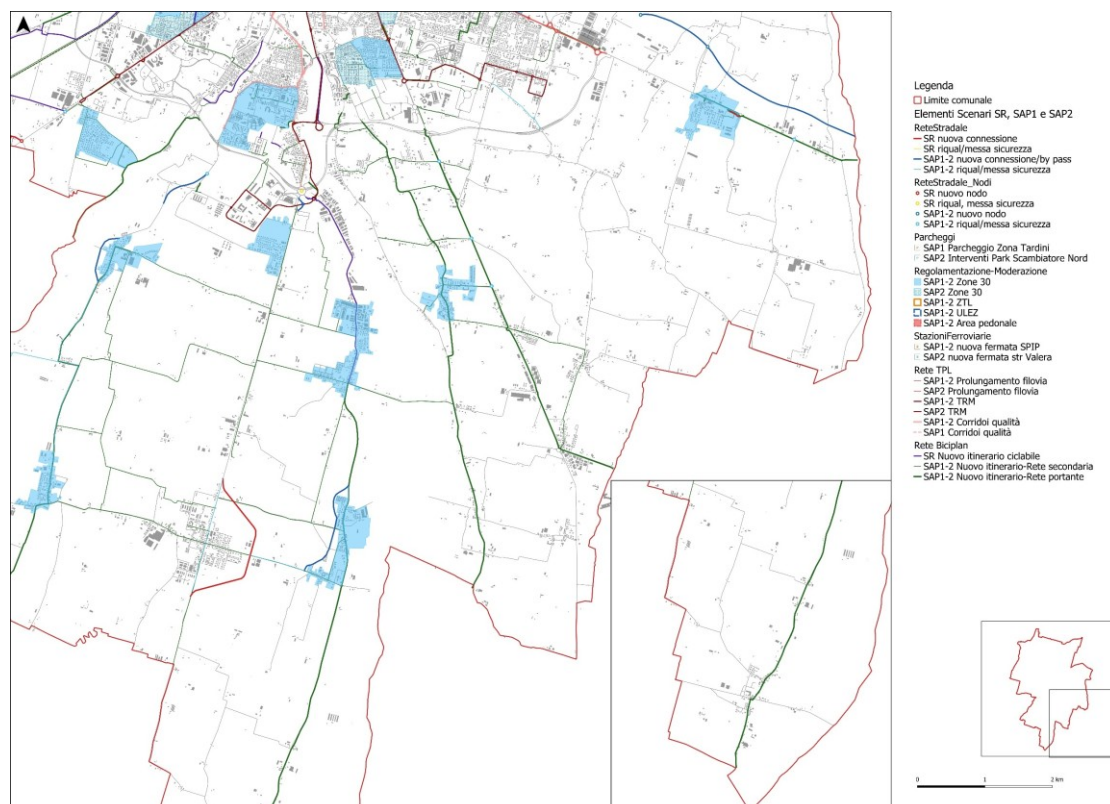 Legenda
Limite comunale
Elementi Scenari SR, SAP1 e SAP2
ReteStradale
SR nuova connessione
SR riqual/messa sicurezza
SAP1-2 nuova connessione/by pass
SAP1-2 riqual/messa sicurezza
ReteStradale_Nodi
SR nuovo nodo
SR riqual, messa sicurezza
SAP1-2 nuovo nodo
SAP1-2 riqual/messa sicurezza
Parcheggi
SAP1 Parcheggio Zona Tardini
SAP2 Interventi Park Scambiatore Nord
Regolamentazione-Moderazione
SAP1-2 Zone 30
SAP2 Zone 30
SAP1-2 ZTL
SAP1-2 ULEZ
SAP1-2 Area pedonale
StazioniFerroviarie
SAP1-2 nuova fermata SPIP
SAP2 nuova fermata str Valera
Rete TPL
SAP1-2 Prolungamento filovia
SAP2 Prolungamento filovia
SAP1-2 TRM
SAP2 TRM
SAP1-2 Corridoi qualità
SAP1 Corridoi qualità
Rete Biciplan
SR Nuovo itinerario ciclabile
SAP1-2 Nuovo itinerario-Rete secondaria
SAP1-2 Nuovo itinerario-Rete portante
0 1 2 km